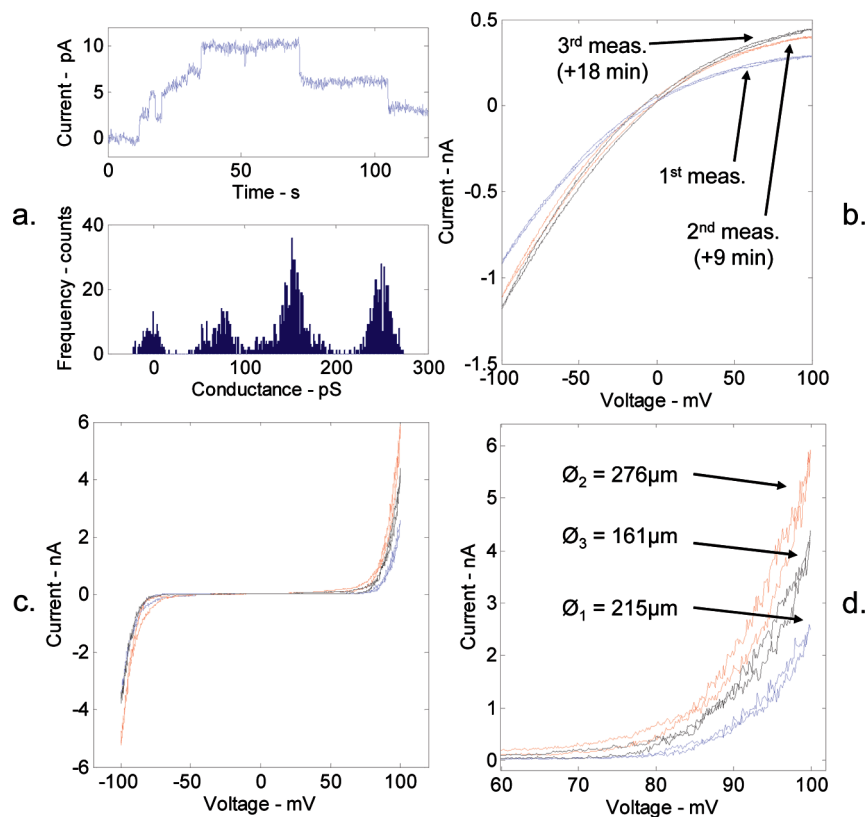 a.
Current - pA
10
5
0
0
50
100
Time - s
Frequency - counts
40
20
0
0
100
200
300
Conductance - pS
b.
Current - nA
0.5
0
-0.5
-1
-1.5
-100
-50
0
50
100
Voltage - mV
3rd meas.
(+18 min)
1st meas.
2nd meas.
(+9 min)
c.
Current - nA
6
4
2
0
-2
-4
-6
-100
-50
0
50
100
Voltage - mV
d.
Current - nA
6
5
4
3
2
1
0
60
70
80
90
100
Voltage - mV
Ø2 = 276µm
Ø3 = 161µm
Ø1 = 215µm